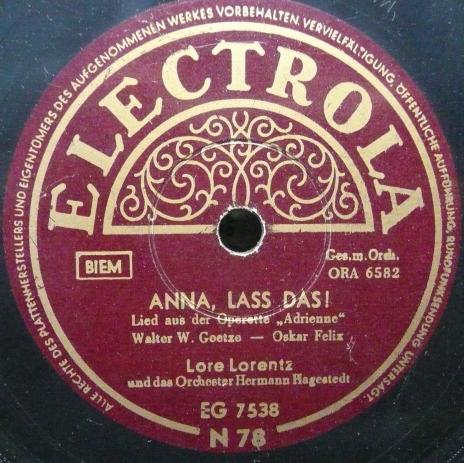 ALLE RECHTE DES PLATTENHERSTELLERS UND EIGENTÜMERS DES AUFGENOMMENEN WERKES VORBEHALTEN. VERVIELFÄLTIGUNG, ÖFFENTLICHE AUFFÜHRUNG, RUNDFUNKSENDUNG UNTERSAGT.
ELECTROLA
BIEM
Ges. m. Orch.
ORA 6582
ANNA, LASS DAS!
Lied aus der Operette „Adrienne"
Walter W. Goetze — Oskar Felix
Lore Lorentz
und das Orchester Hermann Hagestedt
EG 7538
N 78